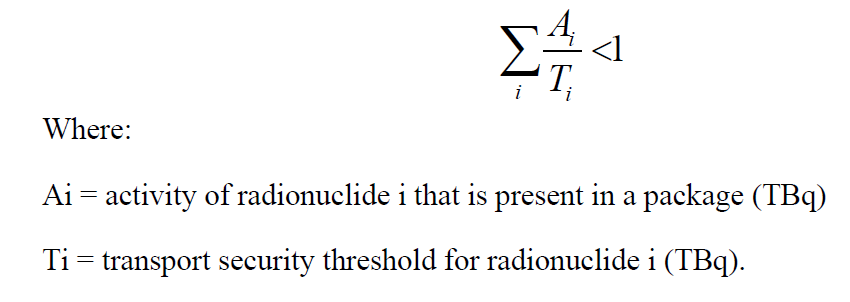 ∑i Ai/Ti <1
Where:
Ai = activity of radionuclide i that is present in a package (TBq)
Ti = transport security threshold for radionuclide i (TBq).